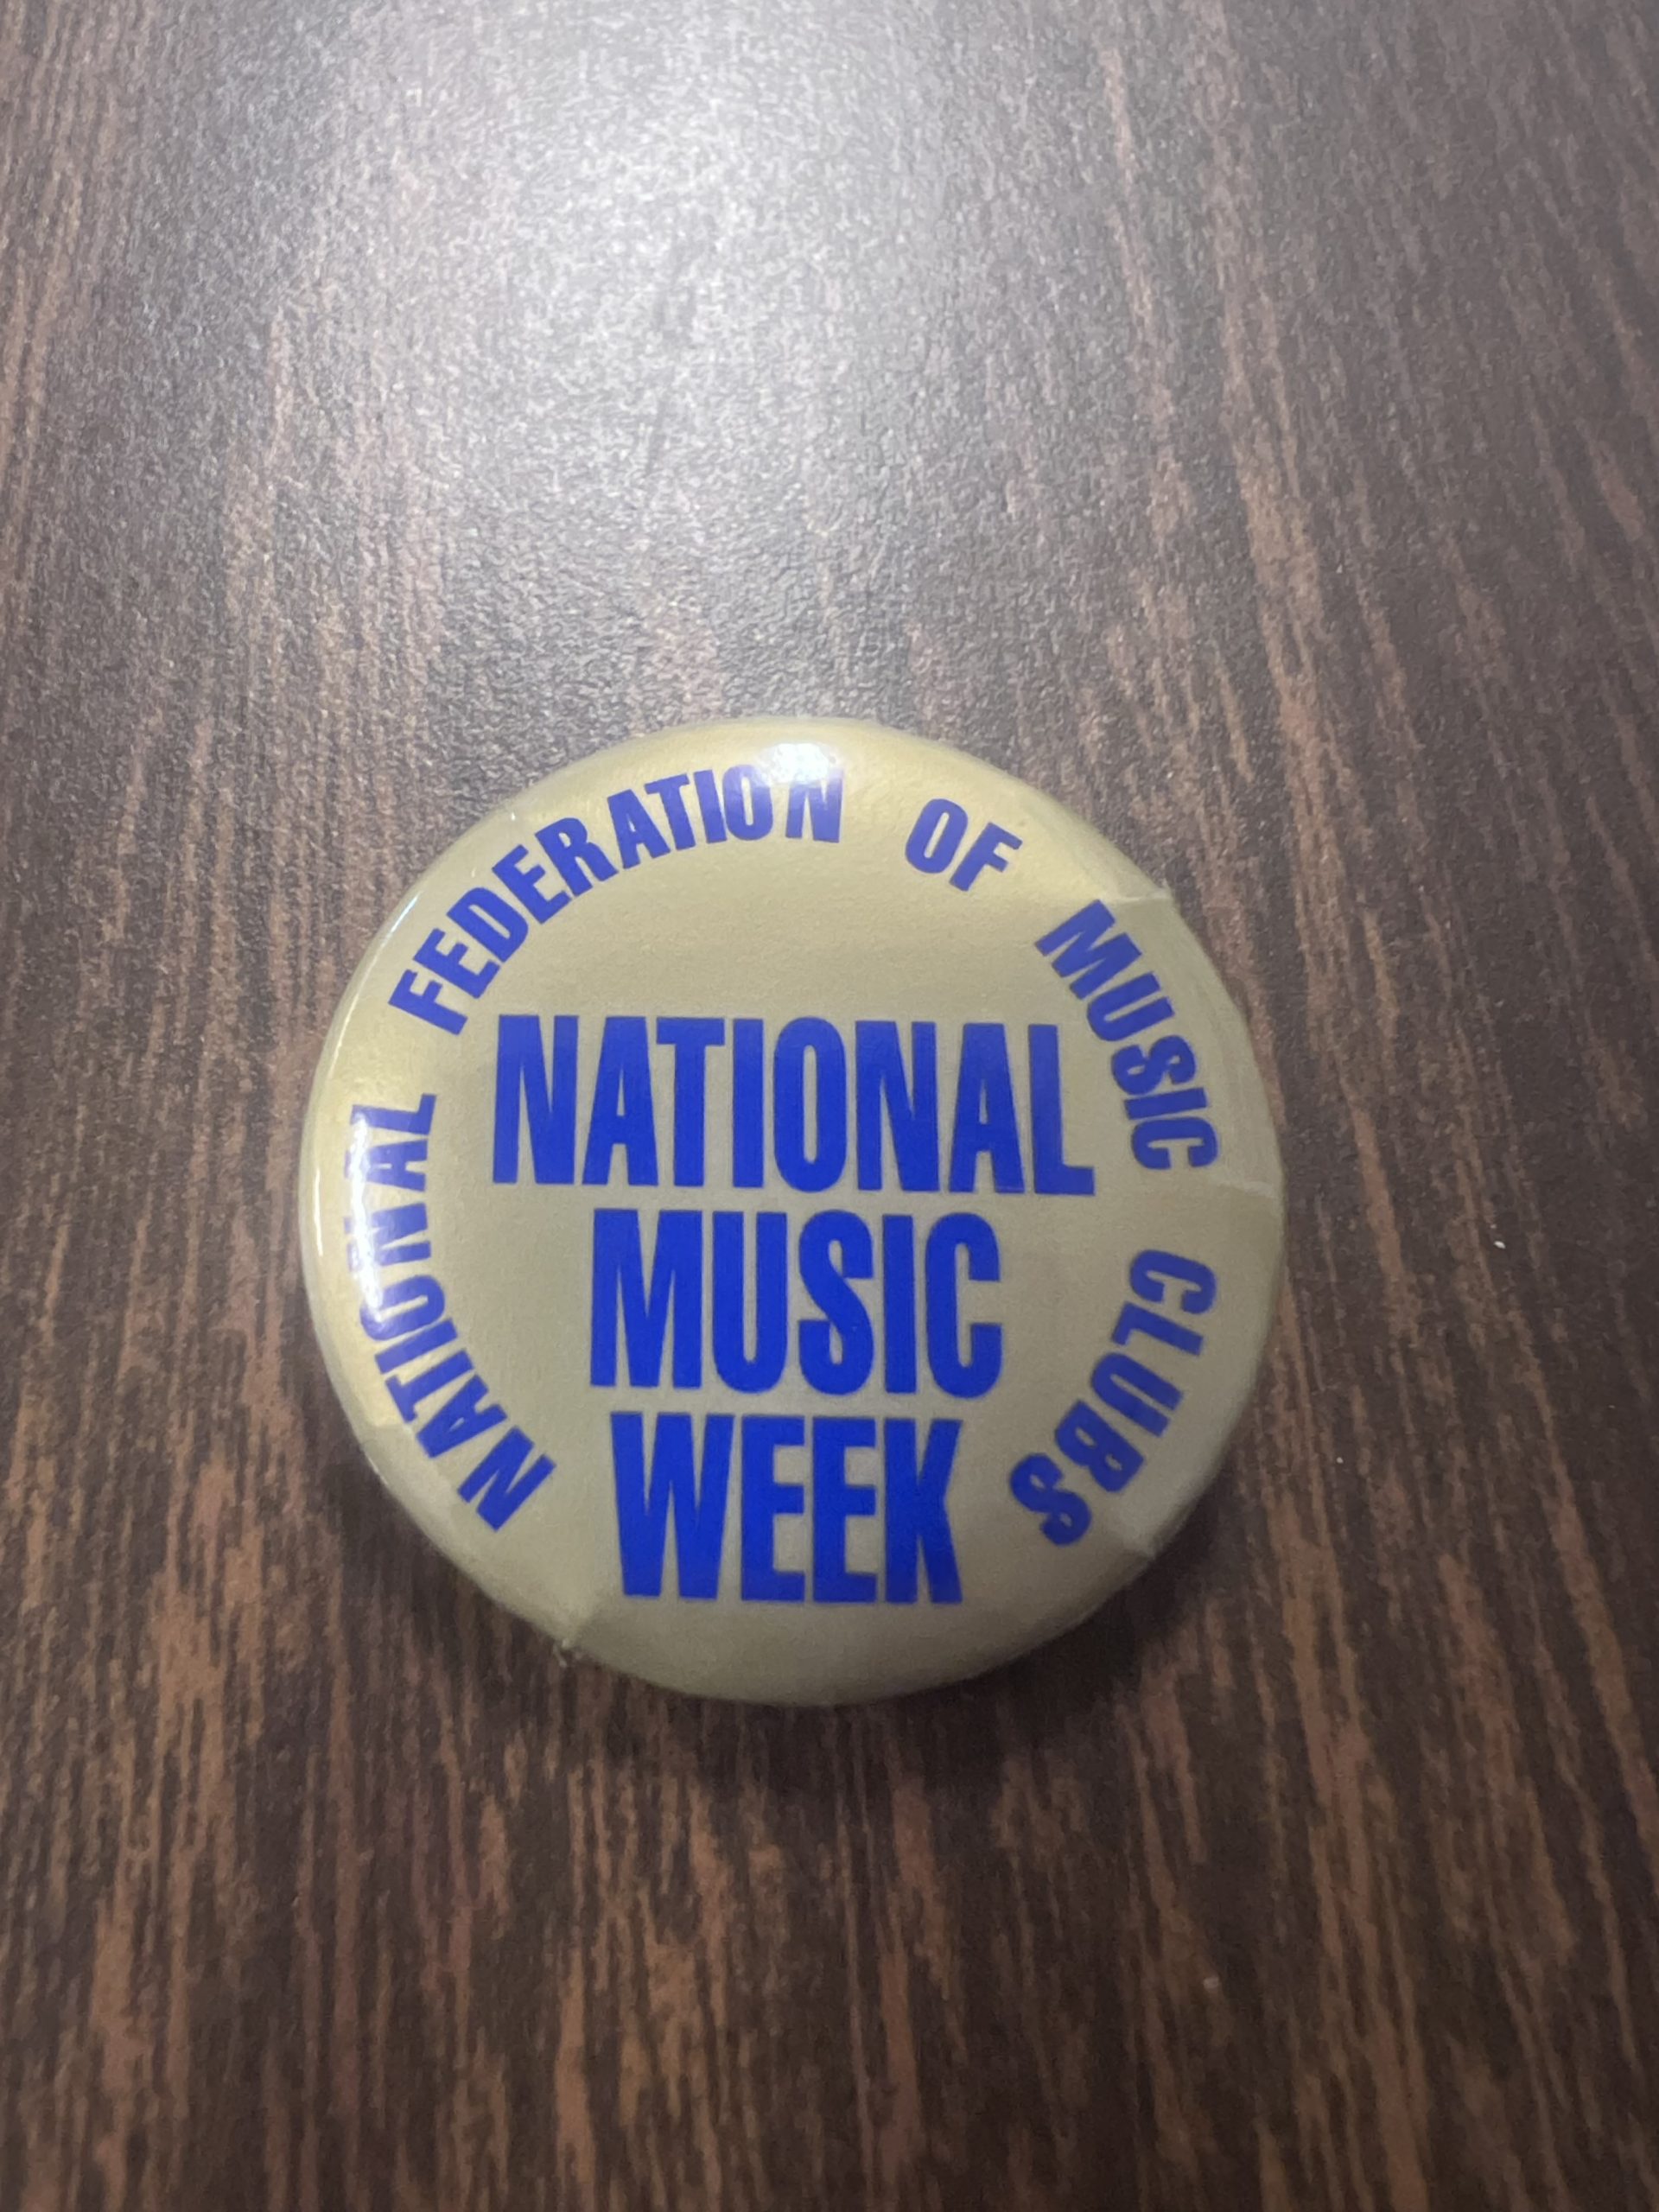 NATIONAL FEDERATION OF MUSIC CLUBS
NATIONAL
MUSIC
WEEK